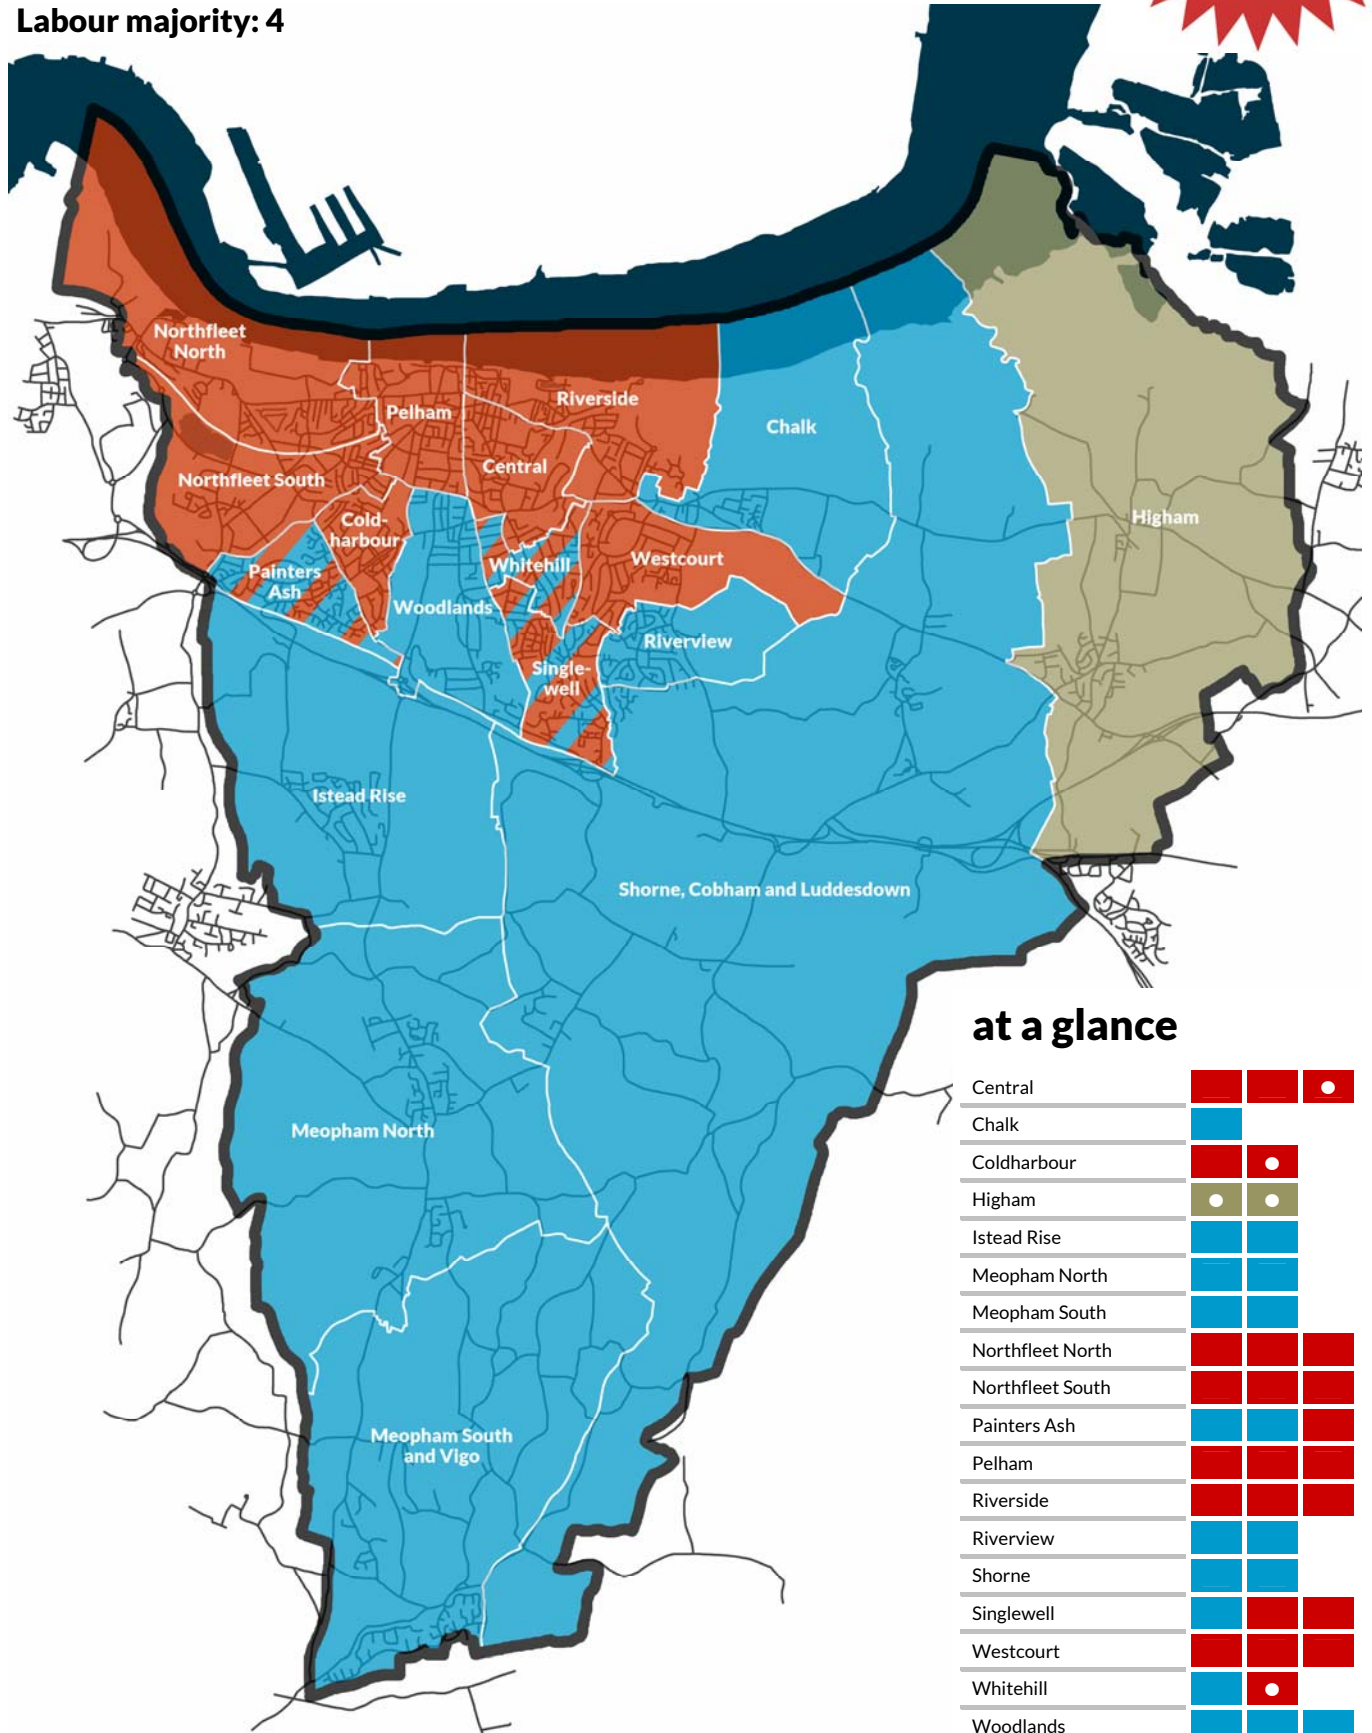 Labour majority: 4
Northfleet
North
Pelham
Riverside
Chalk
Central
Northfleet South
Cold-
harbour
Higham
Painters
Ash
Whitehill
Westcourt
Woodlands
Riverview
Single-
well
Istead Rise
Shorne, Cobham and Luddesdown
Meopham North
Meopham South
and Vigo
at a glance
Central
Chalk
Coldharbour
Higham
Istead Rise
Meopham North
Meopham South
Northfleet North
Northfleet South
Painters Ash
Pelham
Riverside
Riverview
Shorne
Singlewell
Westcourt
Whitehill
Woodlands